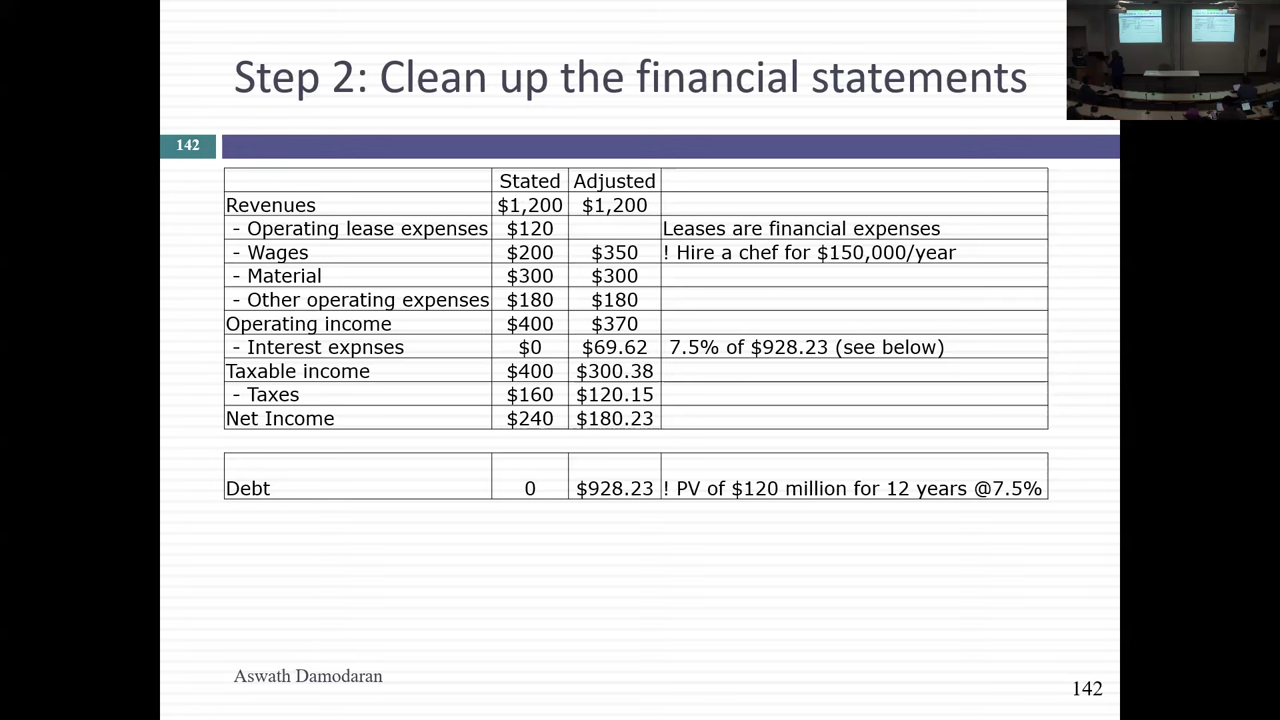 Step 2: Clean up the financial statements
142
Stated Adjusted
Revenues $1,200 $1,200
- Operating lease expenses $120 Leases are financial expenses
- Wages $200 $350 ! Hire a chef for $150,000/year
- Material $300 $300
- Other operating expenses $180 $180
Operating income $400 $370
- Interest expnses $0 $69.62 7.5% of $928.23 (see below)
Taxable income $400 $300.38
- Taxes $160 $120.15
Net Income $240 $180.23
Debt 0 $928.23 ! PV of $120 million for 12 years @7.5%
Aswath Damodaran
142